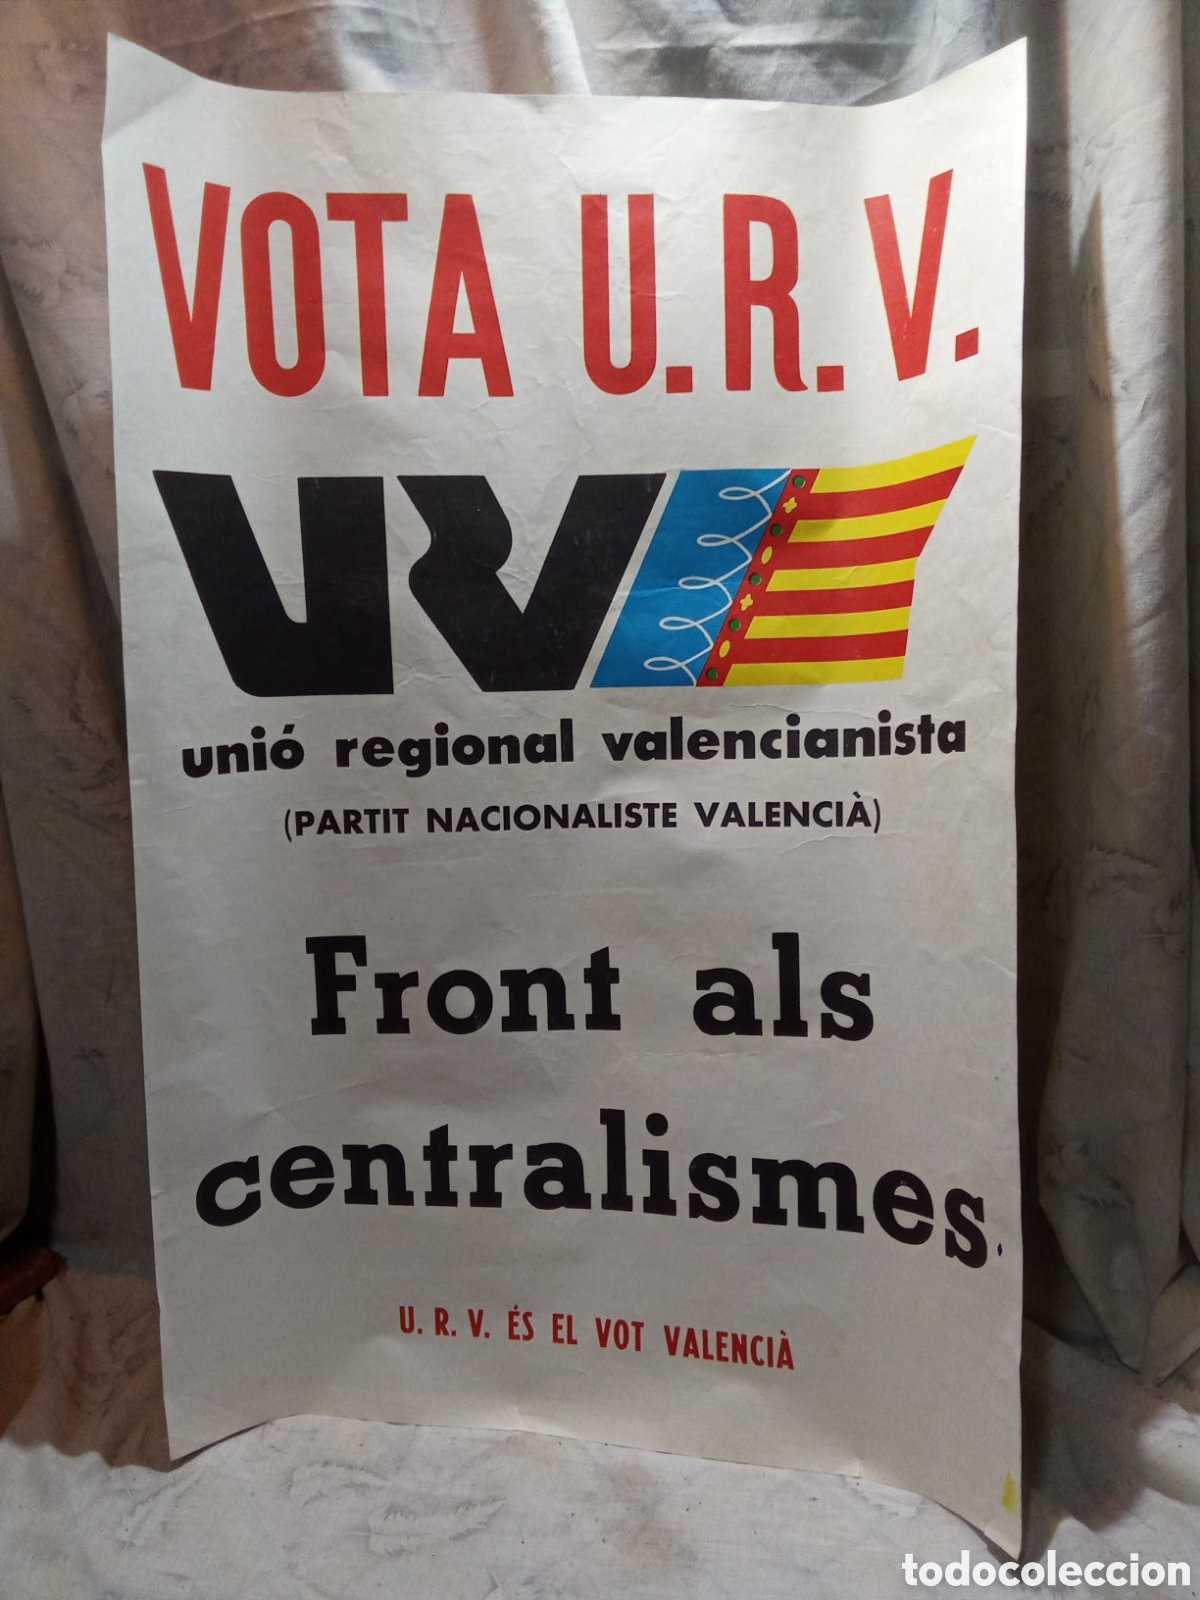 VOTA U.R.V.
URV
unió regional valencianista
(PARTIT NACIONALISTE VALENCIÀ)
Front als
centralismes
U. R. V. ÉS EL VOT VALENCIÀ
todocoleccion